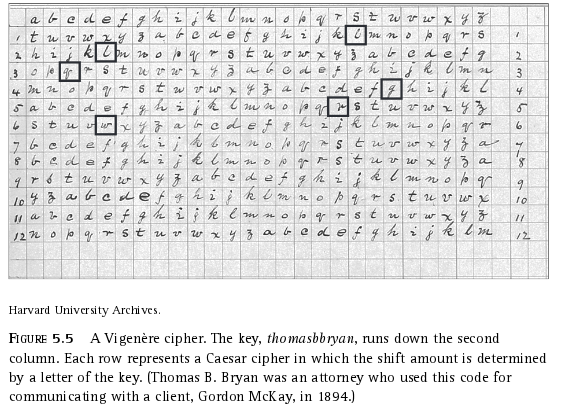 a b c d e f g h i j k l m n o p q r s t u v w x y z
1 t u v w x y z a b c d e f g h i j k l m n o p q r s 1
2 h i j k l m n o p q r s t u v w x y z a b c d e f g 2
3 o p q r s t u v w x y z a b c d e f g h i j k l m n 3
4 m n o p q r s t u v w x y z a b c d e f g h i j k l 4
5 a b c d e f g h i j k l m n o p q r s t u v w x y z 5
6 s t u v w x y z a b c d e f g h i j k l m n o p q r 6
7 b c d e f g h i j k l m n o p q r s t u v w x y z a 7
8 b c d e f g h i j k l m n o p q r s t u v w x y z a 8
9 r s t u v w x y z a b c d e f g h i j k l m n o p q 9
10 y z a b c d e f g h i j k l m n o p q r s t u v w x 10
11 a b c d e f g h i j k l m n o p q r s t u v w x y z 11
12 n o p q r s t u v w x y z a b c d e f g h i j k l m 12
Harvard University Archives.
FIGURE 5.5 A Vigenère cipher. The key, thomasbbryan, runs down the second
column. Each row represents a Caesar cipher in which the shift amount is determined
by a letter of the key. (Thomas B. Bryan was an attorney who used this code for
communicating with a client, Gordon McKay, in 1894.)